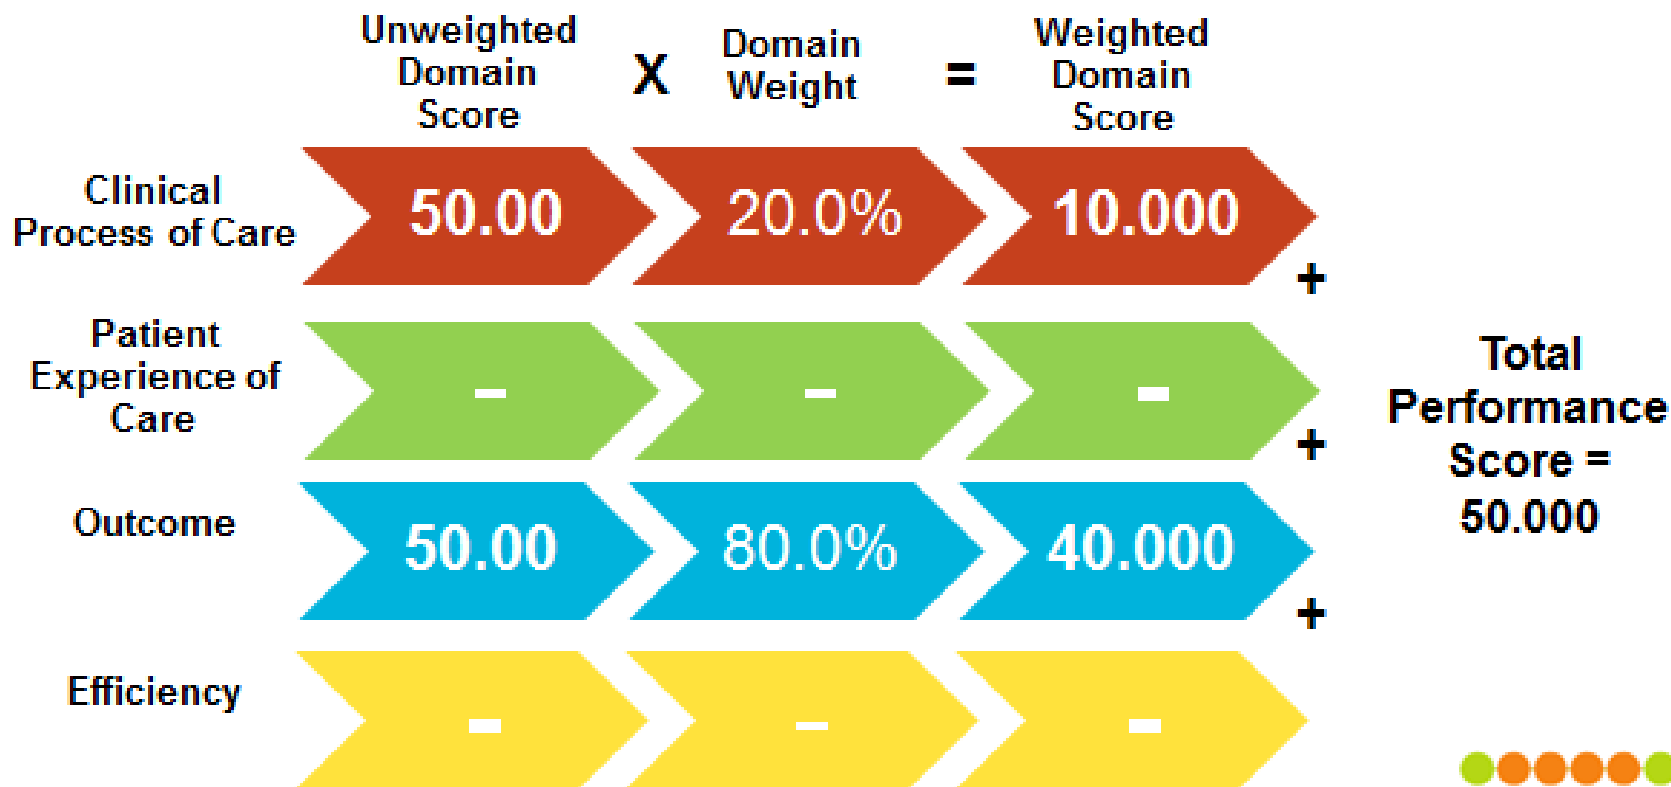 Unweighted
Domain
Score
X
Domain
Weight
=
Weighted
Domain
Score
Clinical
Process of Care
50.00
20.0%
10.000
+
Patient
Experience of
Care
-
-
-
+
Outcome
50.00
80.0%
40.000
+
Efficiency
-
-
-
Total
Performance
Score =
50.000